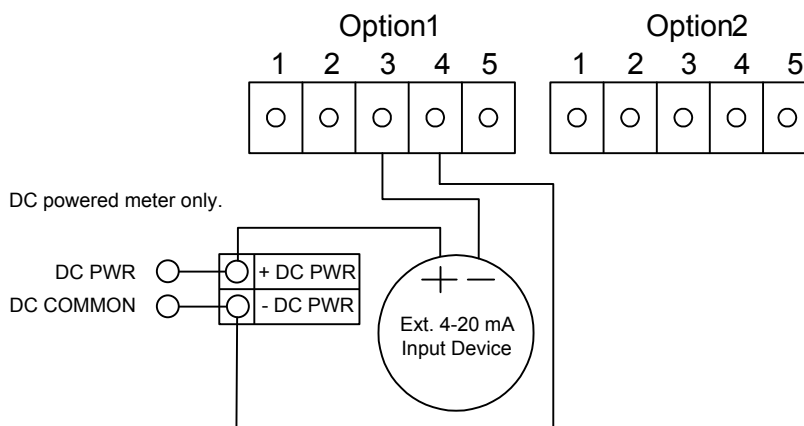 Option1 Option2
1 2 3 4 5 1 2 3 4 5
DC powered meter only.
DC PWR + DC PWR
DC COMMON - DC PWR
+ −
Ext. 4-20 mA
Input Device